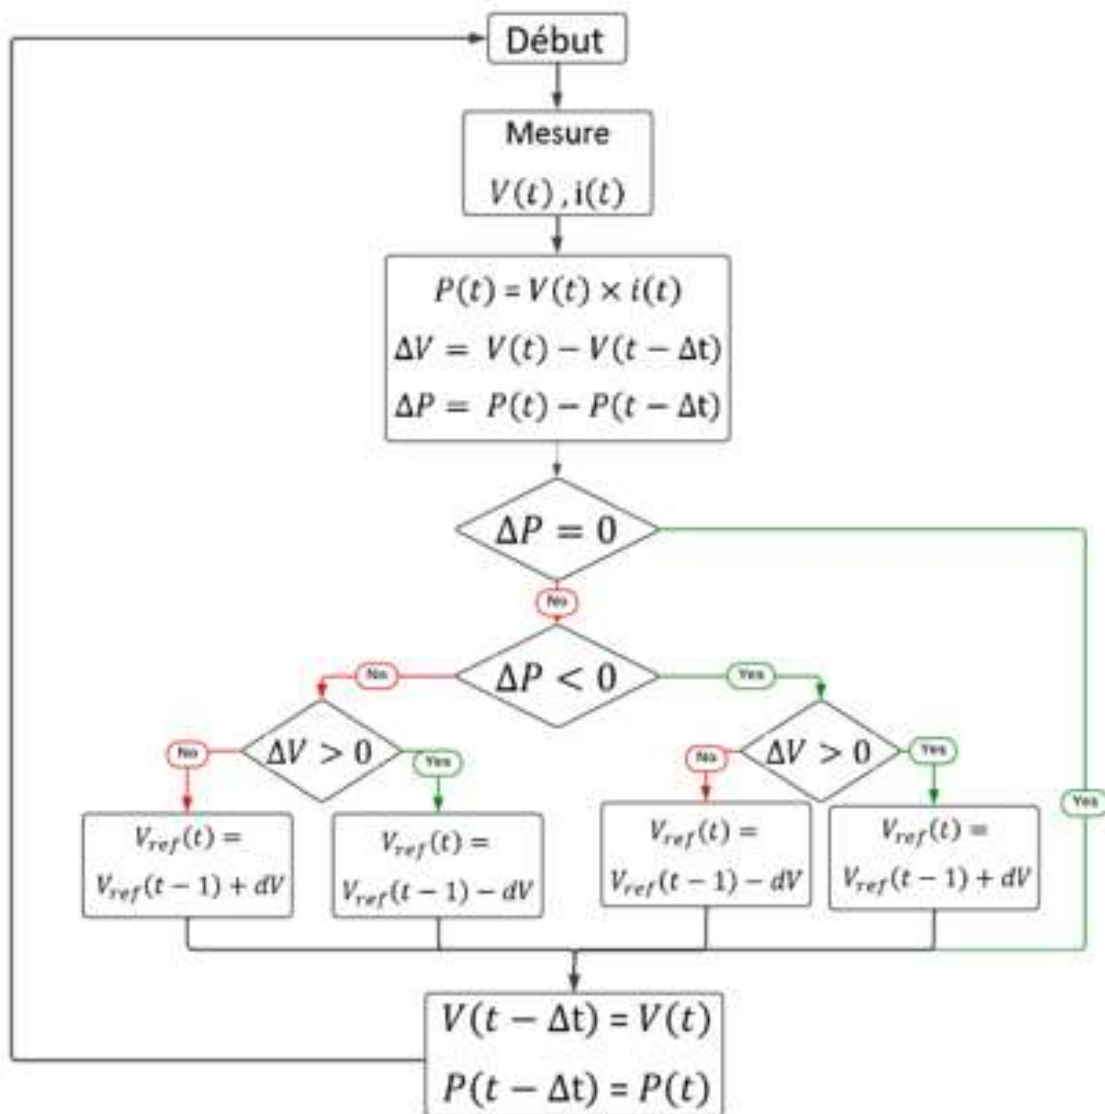 Début
Mesure
V(t) , i(t)
P(t) = V(t) × i(t)
ΔV = V(t) − V(t − Δt)
ΔP = P(t) − P(t − Δt)
ΔP = 0
No
ΔP < 0
No
Yes
ΔV > 0
ΔV > 0
No
Yes
No
Yes
Yes
V_ref(t) =
V_ref(t − 1) + dV
V_ref(t) =
V_ref(t − 1) − dV
V_ref(t) =
V_ref(t − 1) − dV
V_ref(t) =
V_ref(t − 1) + dV
V(t − Δt) = V(t)
P(t − Δt) = P(t)